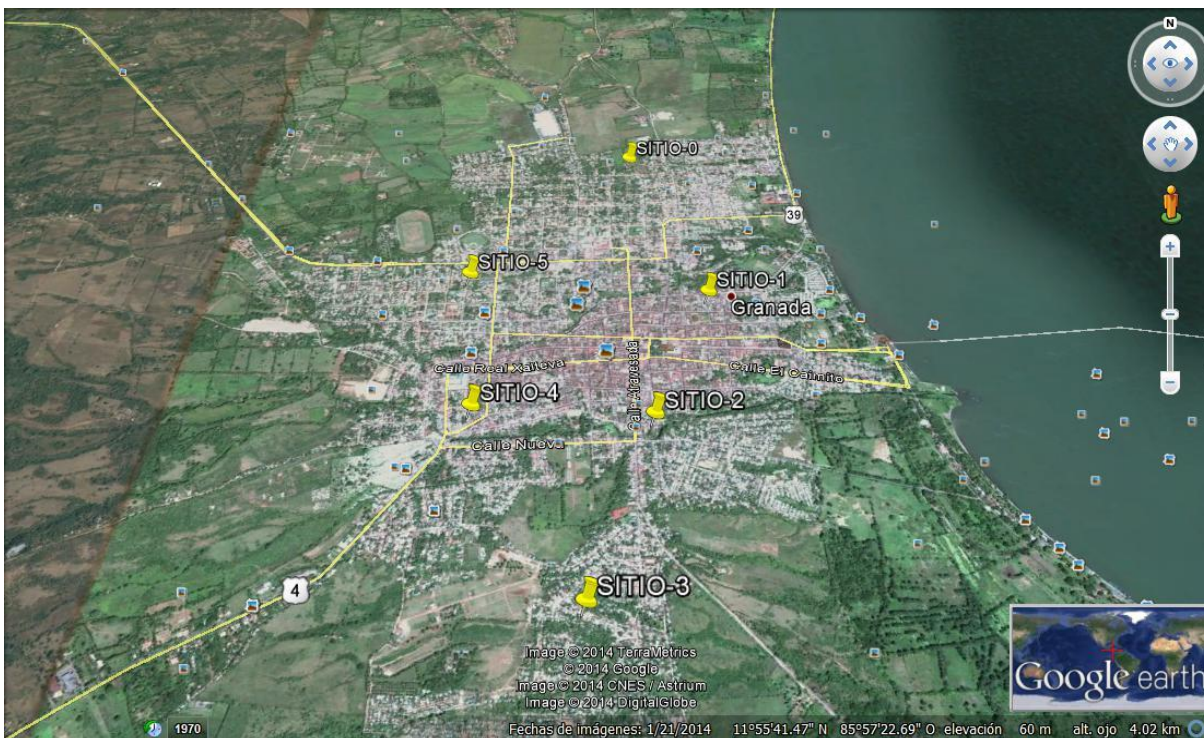 N
SITIO-0
39
SITIO-5
SITIO-1
Granada
Calle Real Xalteva
Calle Atravesada
Calle El Caimito
SITIO-4
SITIO-2
Calle Nueva
4
SITIO-3
Image © 2014 TerraMetrics
© 2014 Google
Image © 2014 CNES / Astrium
Image © 2014 DigitalGlobe
Google earth
1970
Fechas de imágenes: 1/21/2014 11°55'41.47" N 85°57'22.69" O elevación 60 m alt. ojo 4.02 km